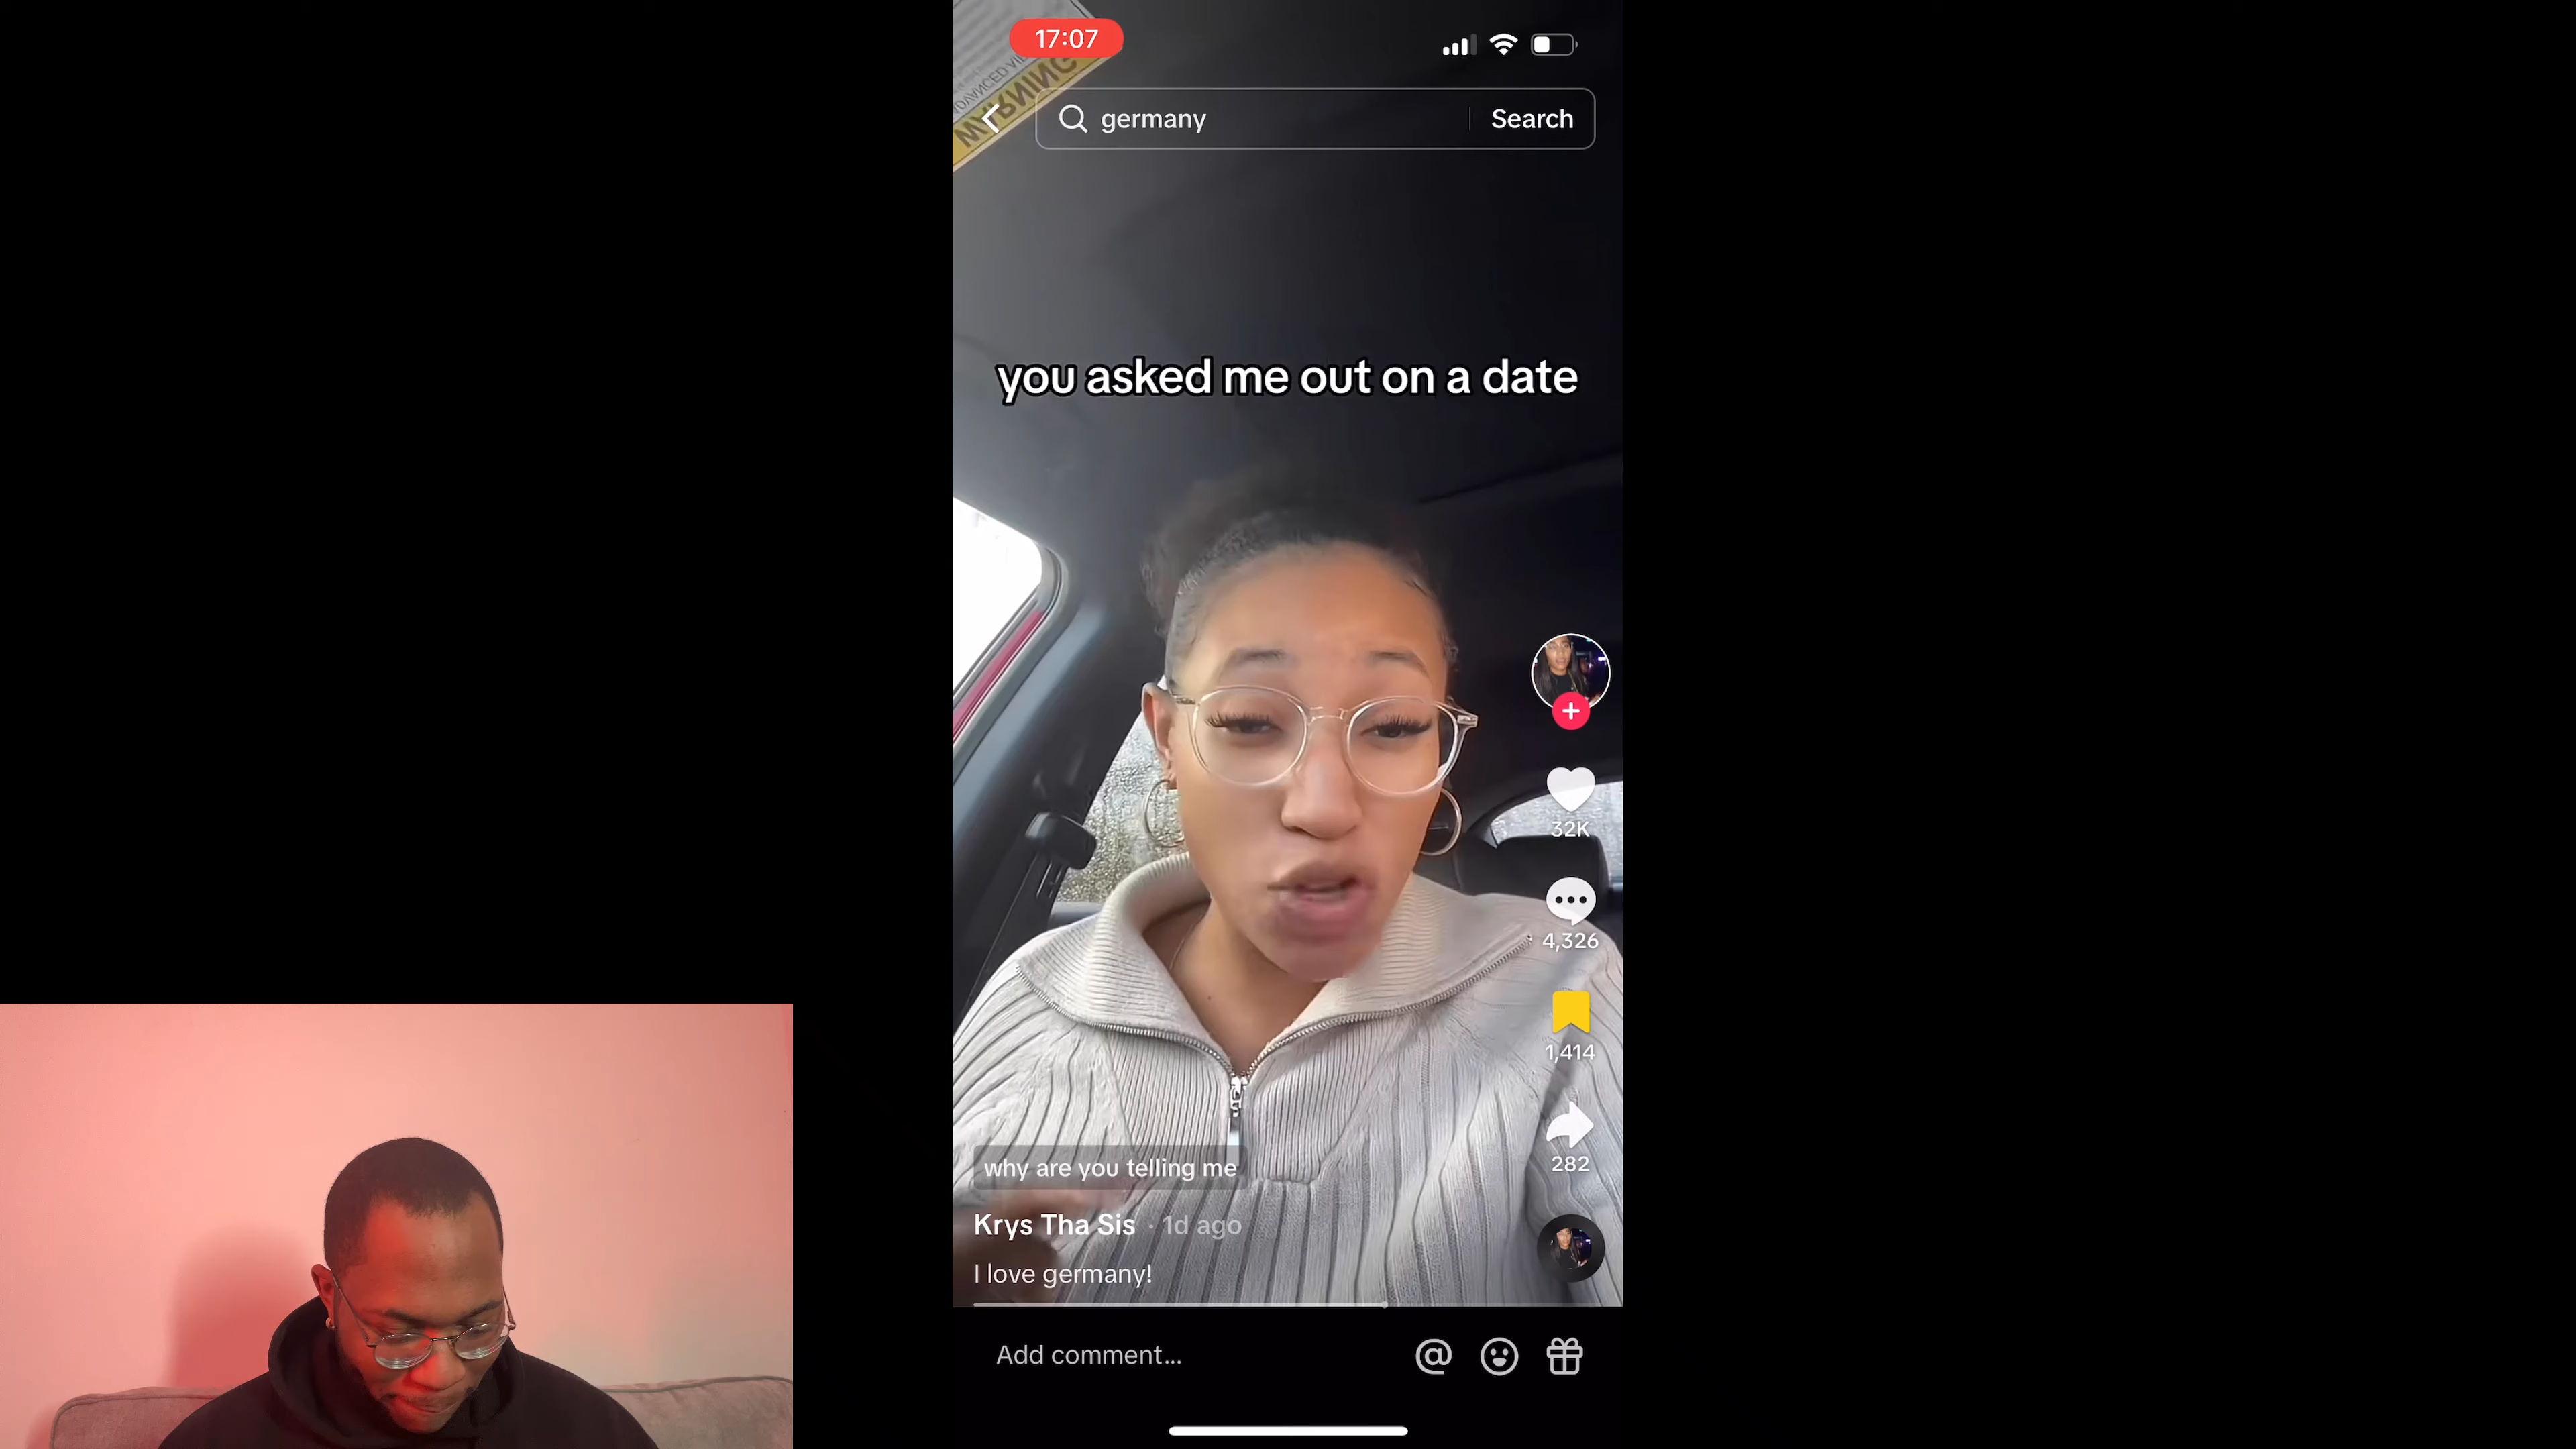 17:07
WARNING
germany
Search
you asked me out on a date
32K
4,326
1,414
282
why are you telling me
Krys Tha Sis · 1d ago
I love germany!
Add comment...